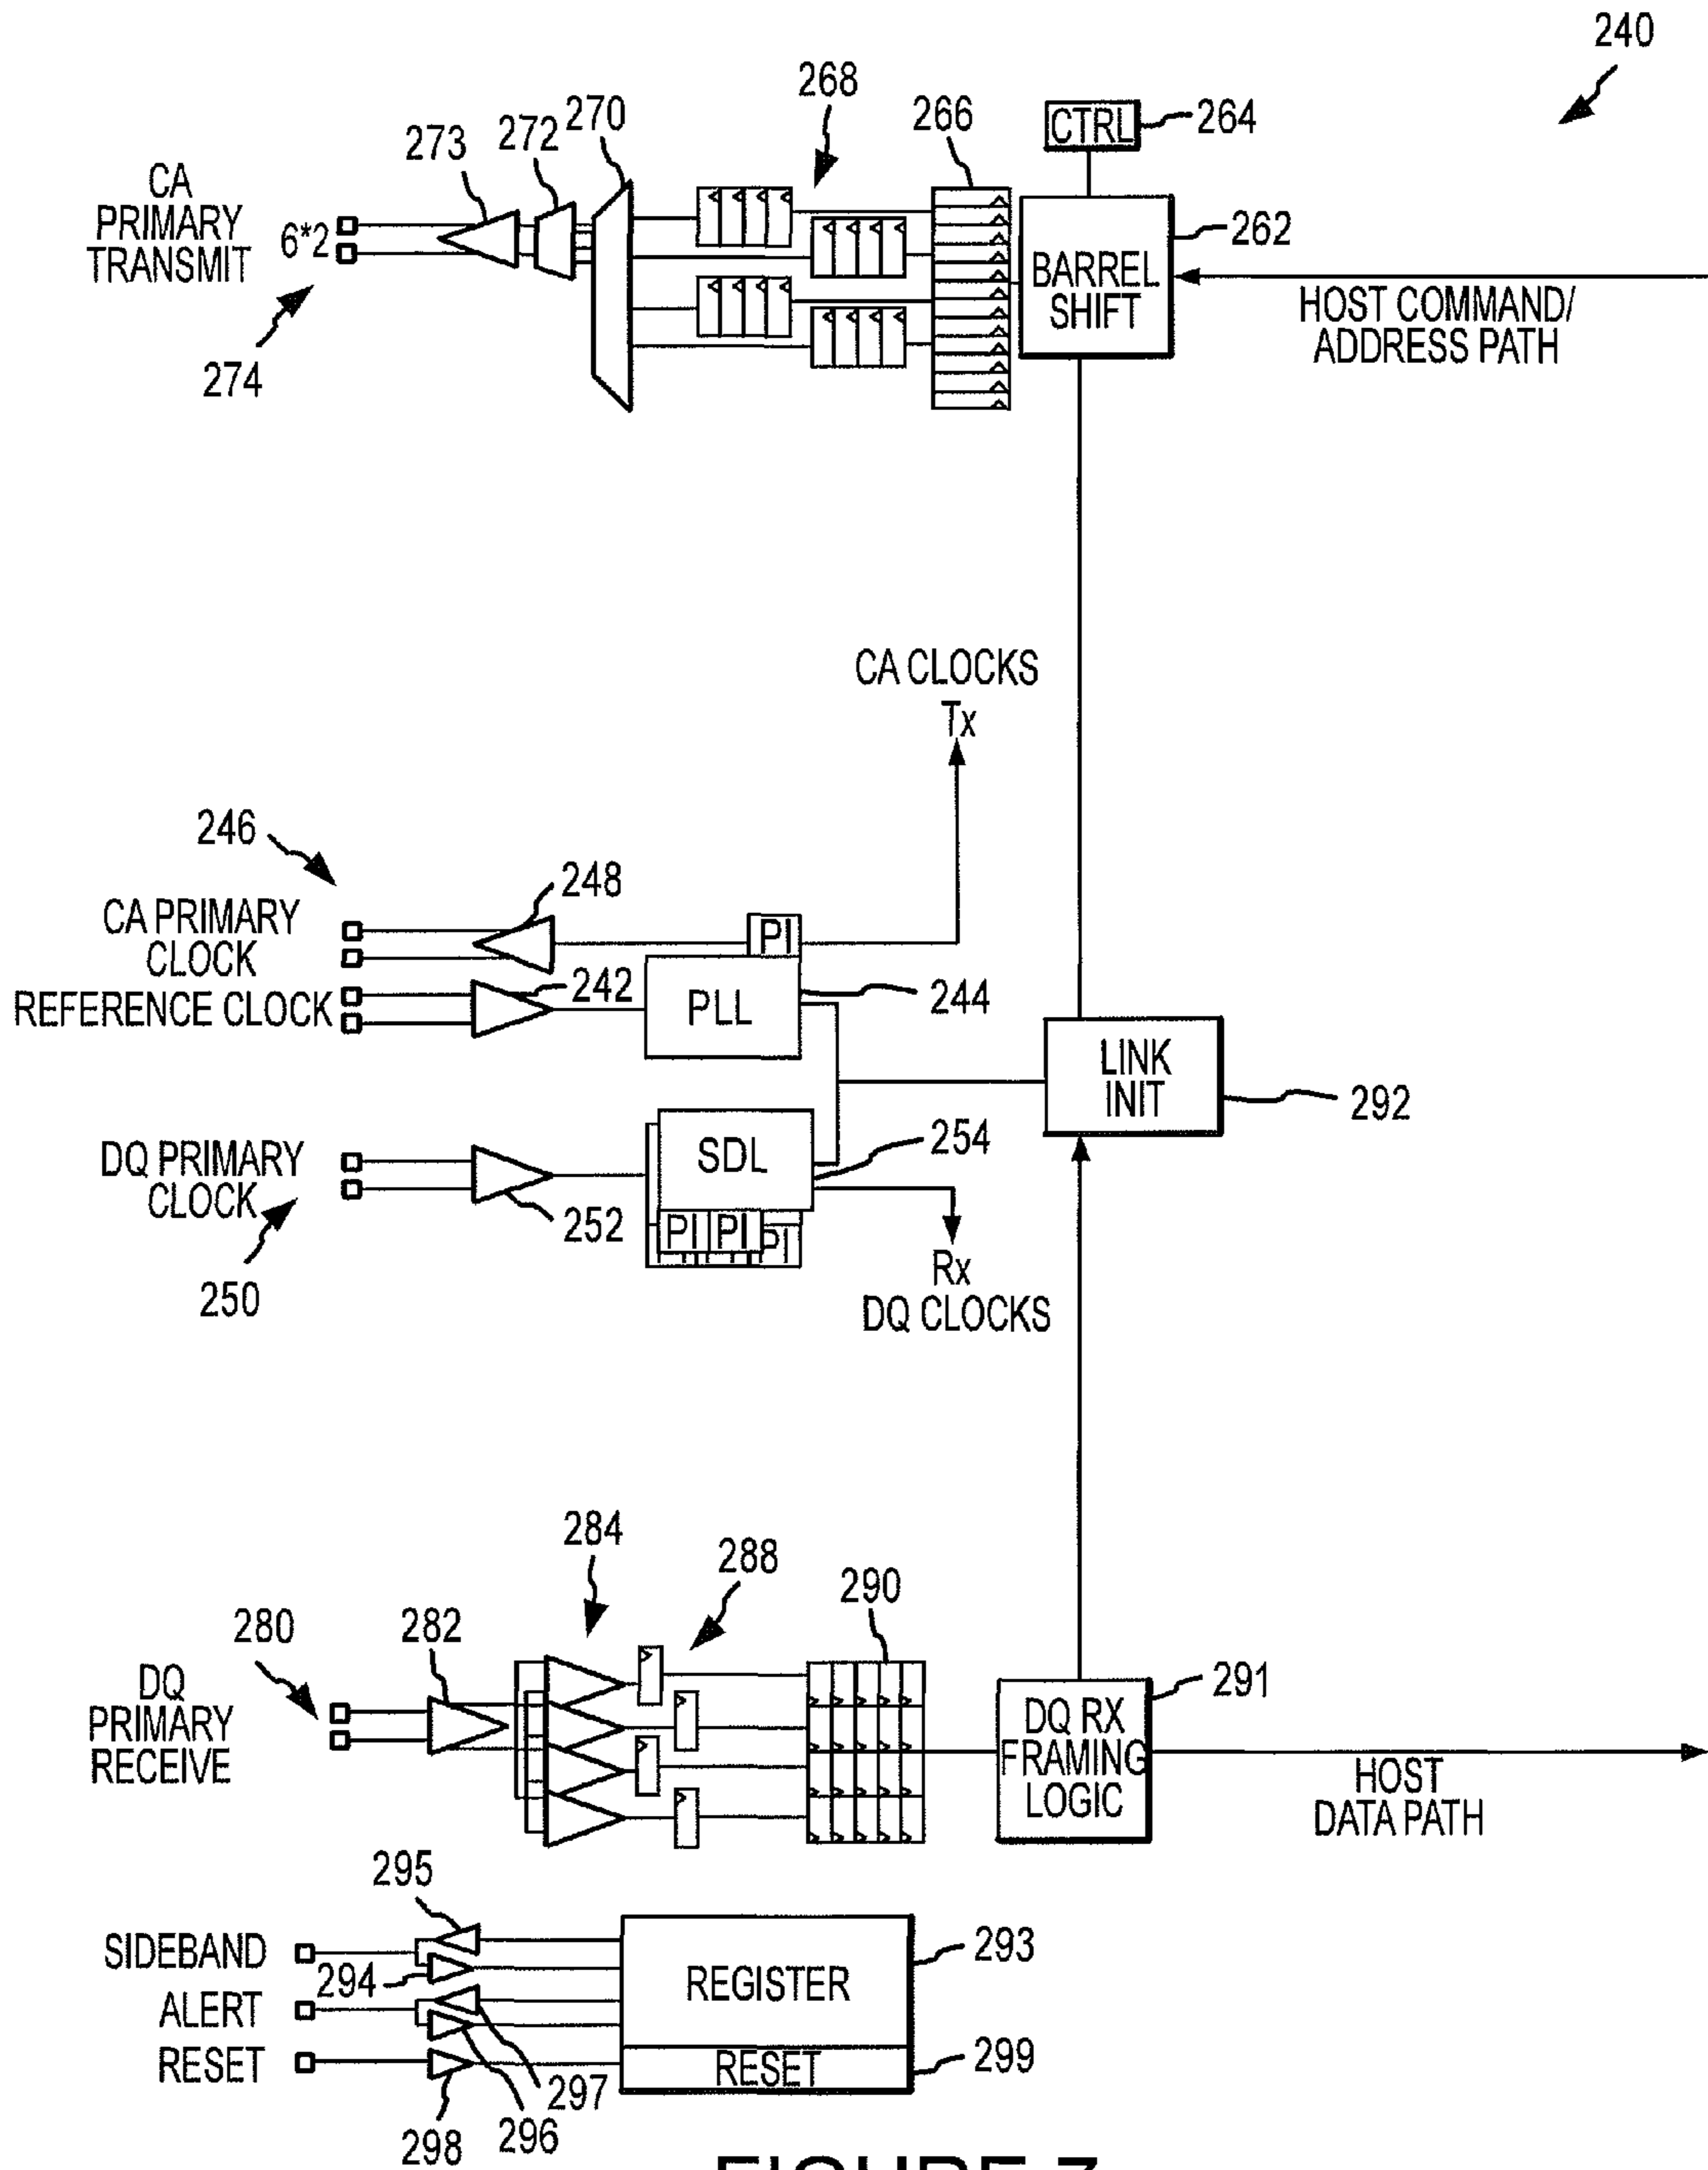 240
268
270
272
273
266
CTRL
264
CA
PRIMARY
TRANSMIT
6*2
274
BARREL
SHIFT
262
HOST COMMAND/
ADDRESS PATH
CA CLOCKS
Tx
246
248
CA PRIMARY
CLOCK
PI
REFERENCE CLOCK
242
PLL
244
LINK
INIT
292
DQ PRIMARY
CLOCK
252
250
SDL
254
PI
PI
PI
Rx
DQ CLOCKS
284
288
290
280
282
DQ
PRIMARY
RECEIVE
DQ RX
FRAMING
LOGIC
291
HOST
DATA PATH
295
SIDEBAND
294
REGISTER
293
ALERT
RESET
RESET
299
297
296
298